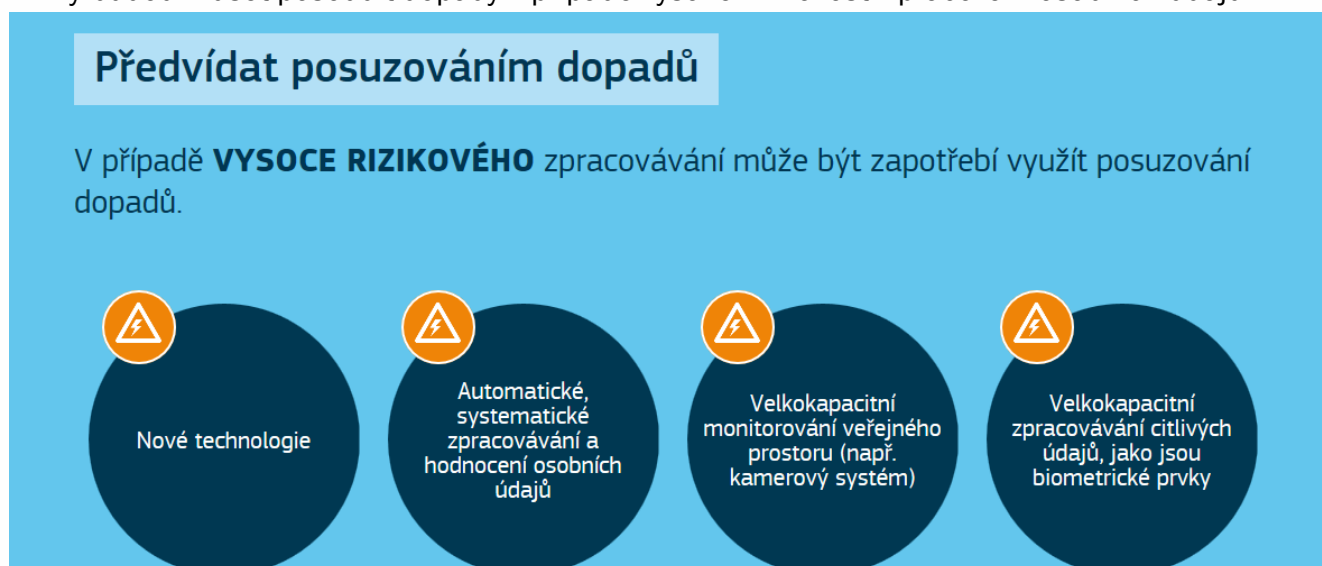 Předvídat posuzováním dopadů
V případě VYSOCE RIZIKOVÉHO zpracovávání může být zapotřebí využít posuzování
dopadů.
Nové technologie
Automatické,
systematické
zpracovávání a
hodnocení osobních
údajů
Velkokapacitní
monitorování veřejného
prostoru (např.
kamerový systém)
Velkokapacitní
zpracovávání citlivých
údajů, jako jsou
biometrické prvky